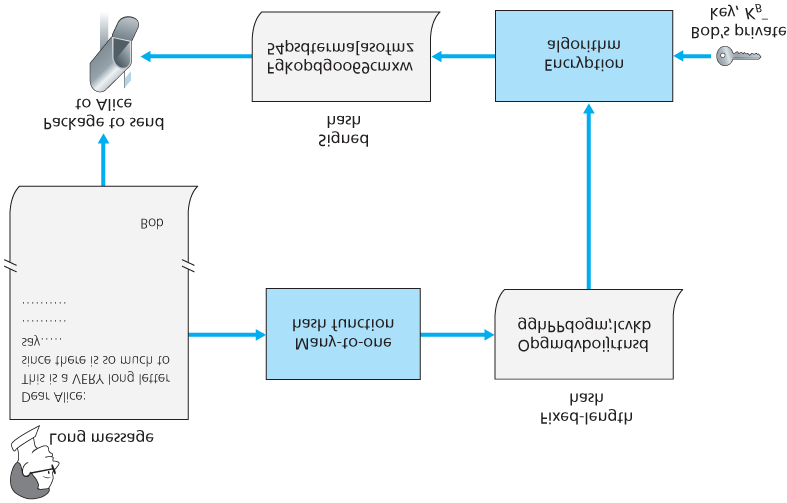 Long message
Dear Alice:
This is a VERY long letter
since there is so much to
say.....
..........
..........
Bob
Many-to-one
hash function
Fixed-length
hash
Opgmdvboijrtnsd
gghPPdogm;lcvkb
Package to send
to Alice
Signed
hash
Fgkopdgoo69cmxw
54psdterma[asofmz
Encryption
algorithm
Bob's private
key, K_B^-